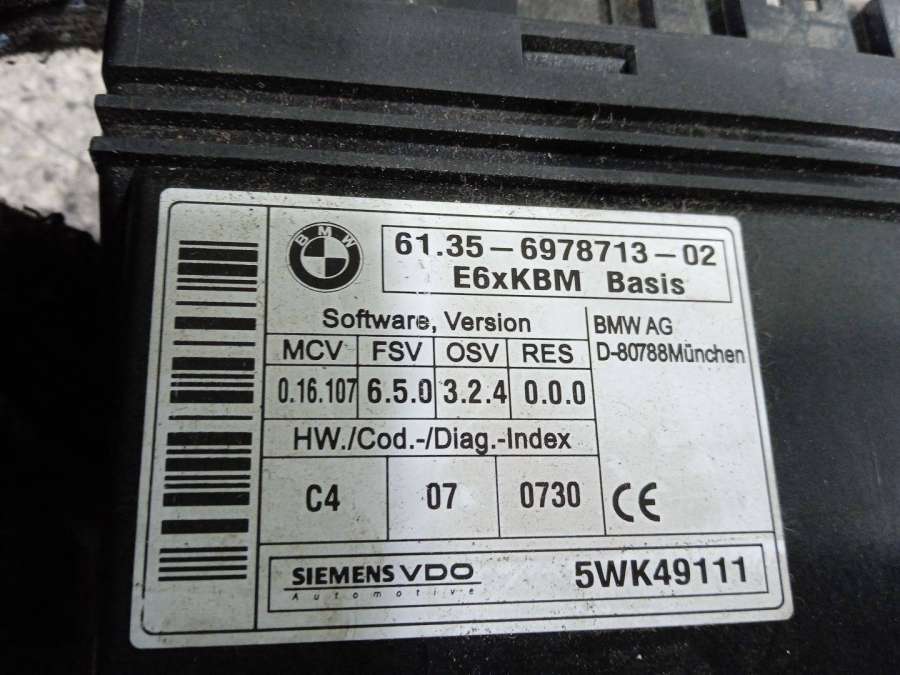 BMW
61.35-6978713-02
E6xKBM Basis
Software, Version
MCV FSV OSV RES
0.16.107 6.5.0 3.2.4 0.0.0
HW./Cod.-/Diag.-Index
C4 07 0730
BMW AG
D-80788München
CE
SIEMENS VDO
Automotive
5WK49111